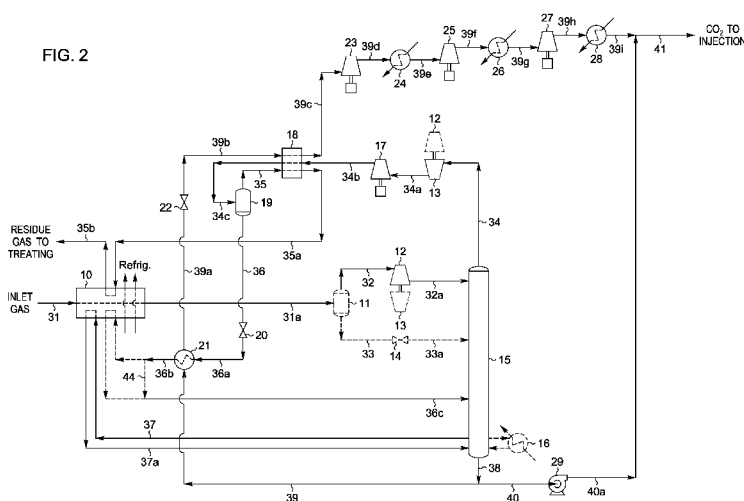 FIG. 2
23
39d
24
39e
25
39f
26
39g
27
39h
28
39i
41
CO2 TO
INJECTION
39c
39b
18
17
12
13
34b
34a
35
22
34c
19
34
RESIDUE
GAS TO
TREATING
35b
35a
36
39a
10
Refrig.
32
12
32a
INLET
GAS
31
31a
11
13
20
33
14
33a
21
15
44
36b
36a
36c
37
37a
16
38
29
39
40
40a